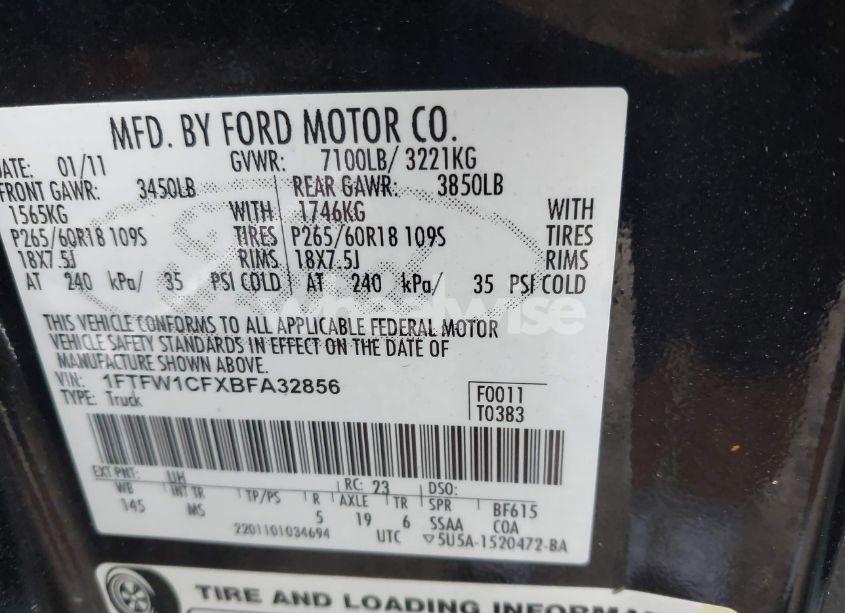 MFD. BY FORD MOTOR CO.
DATE: 01/11 GVWR: 7100LB/ 3221KG
FRONT GAWR: 3450LB REAR GAWR: 3850LB
1565KG WITH 1746KG WITH
P265/60R18 109S TIRES P265/60R18 109S TIRES
18X7.5J RIMS 18X7.5J RIMS
AT 240 kPa/ 35 PSI COLD AT 240 kPa/ 35 PSI COLD
wheelwise
THIS VEHICLE CONFORMS TO ALL APPLICABLE FEDERAL MOTOR
VEHICLE SAFETY STANDARDS IN EFFECT ON THE DATE OF
MANUFACTURE SHOWN ABOVE.
VIN: 1FTFW1CFXBFA32856 F0011
TYPE: Truck T0383
EXT PNT: UH RC: 23 DSO:
WB INT TR TP/PS R AXLE TR SPR BF615
145 MS 5 19 6 SSAA COA
2201101034694 UTC ▽5U5A-1520472-BA
TIRE AND LOADING INFORMA